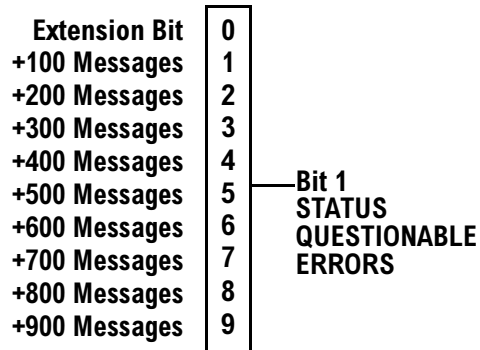 Extension Bit 0
+100 Messages 1
+200 Messages 2
+300 Messages 3
+400 Messages 4
+500 Messages 5
+600 Messages 6
+700 Messages 7
+800 Messages 8
+900 Messages 9
Bit 1
STATUS
QUESTIONABLE
ERRORS